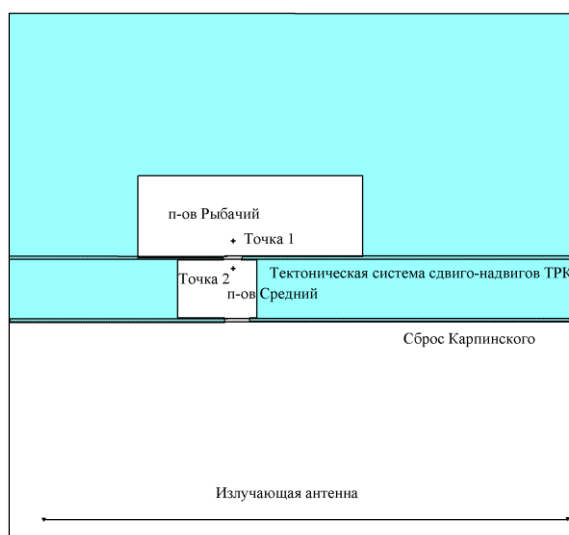 п-ов Рыбачий
Точка 1
Точка 2
Тектоническая система сдвиго-надвигов ТРК
п-ов Средний
Сброс Карпинского
Излучающая антенна